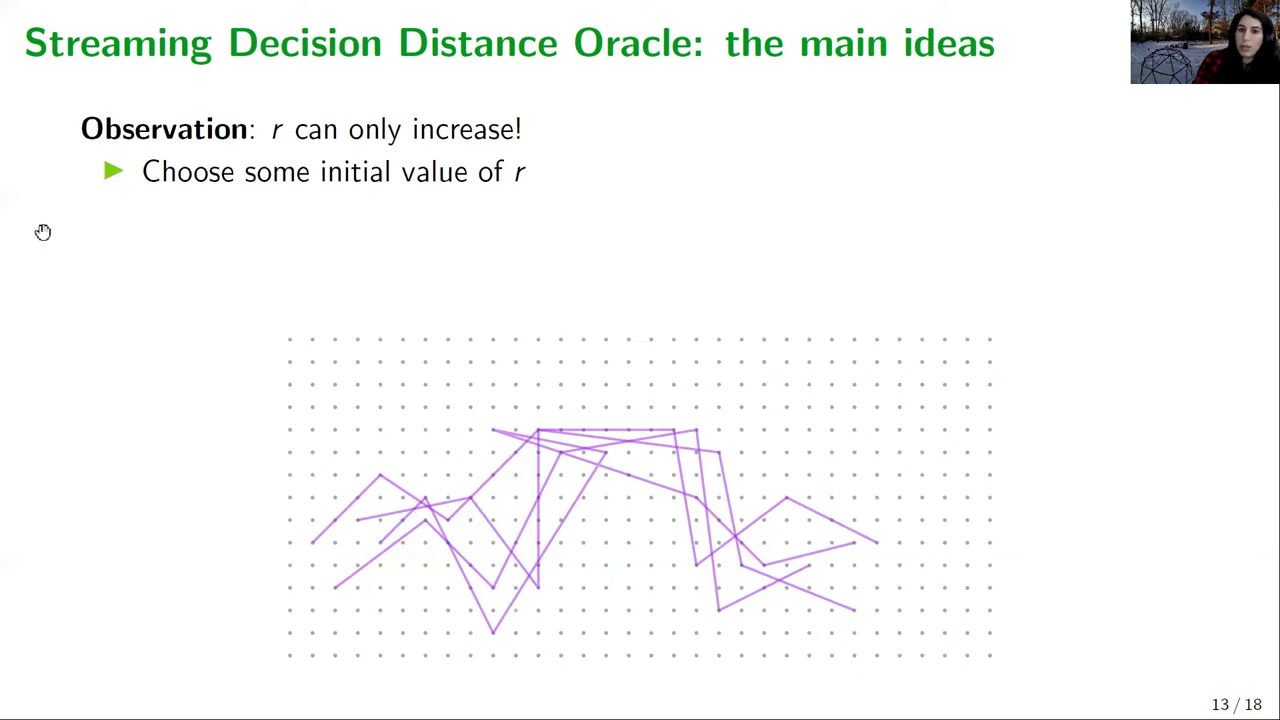 Streaming Decision Distance Oracle: the main ideas
Observation: r can only increase!
▶ Choose some initial value of r
13 / 18